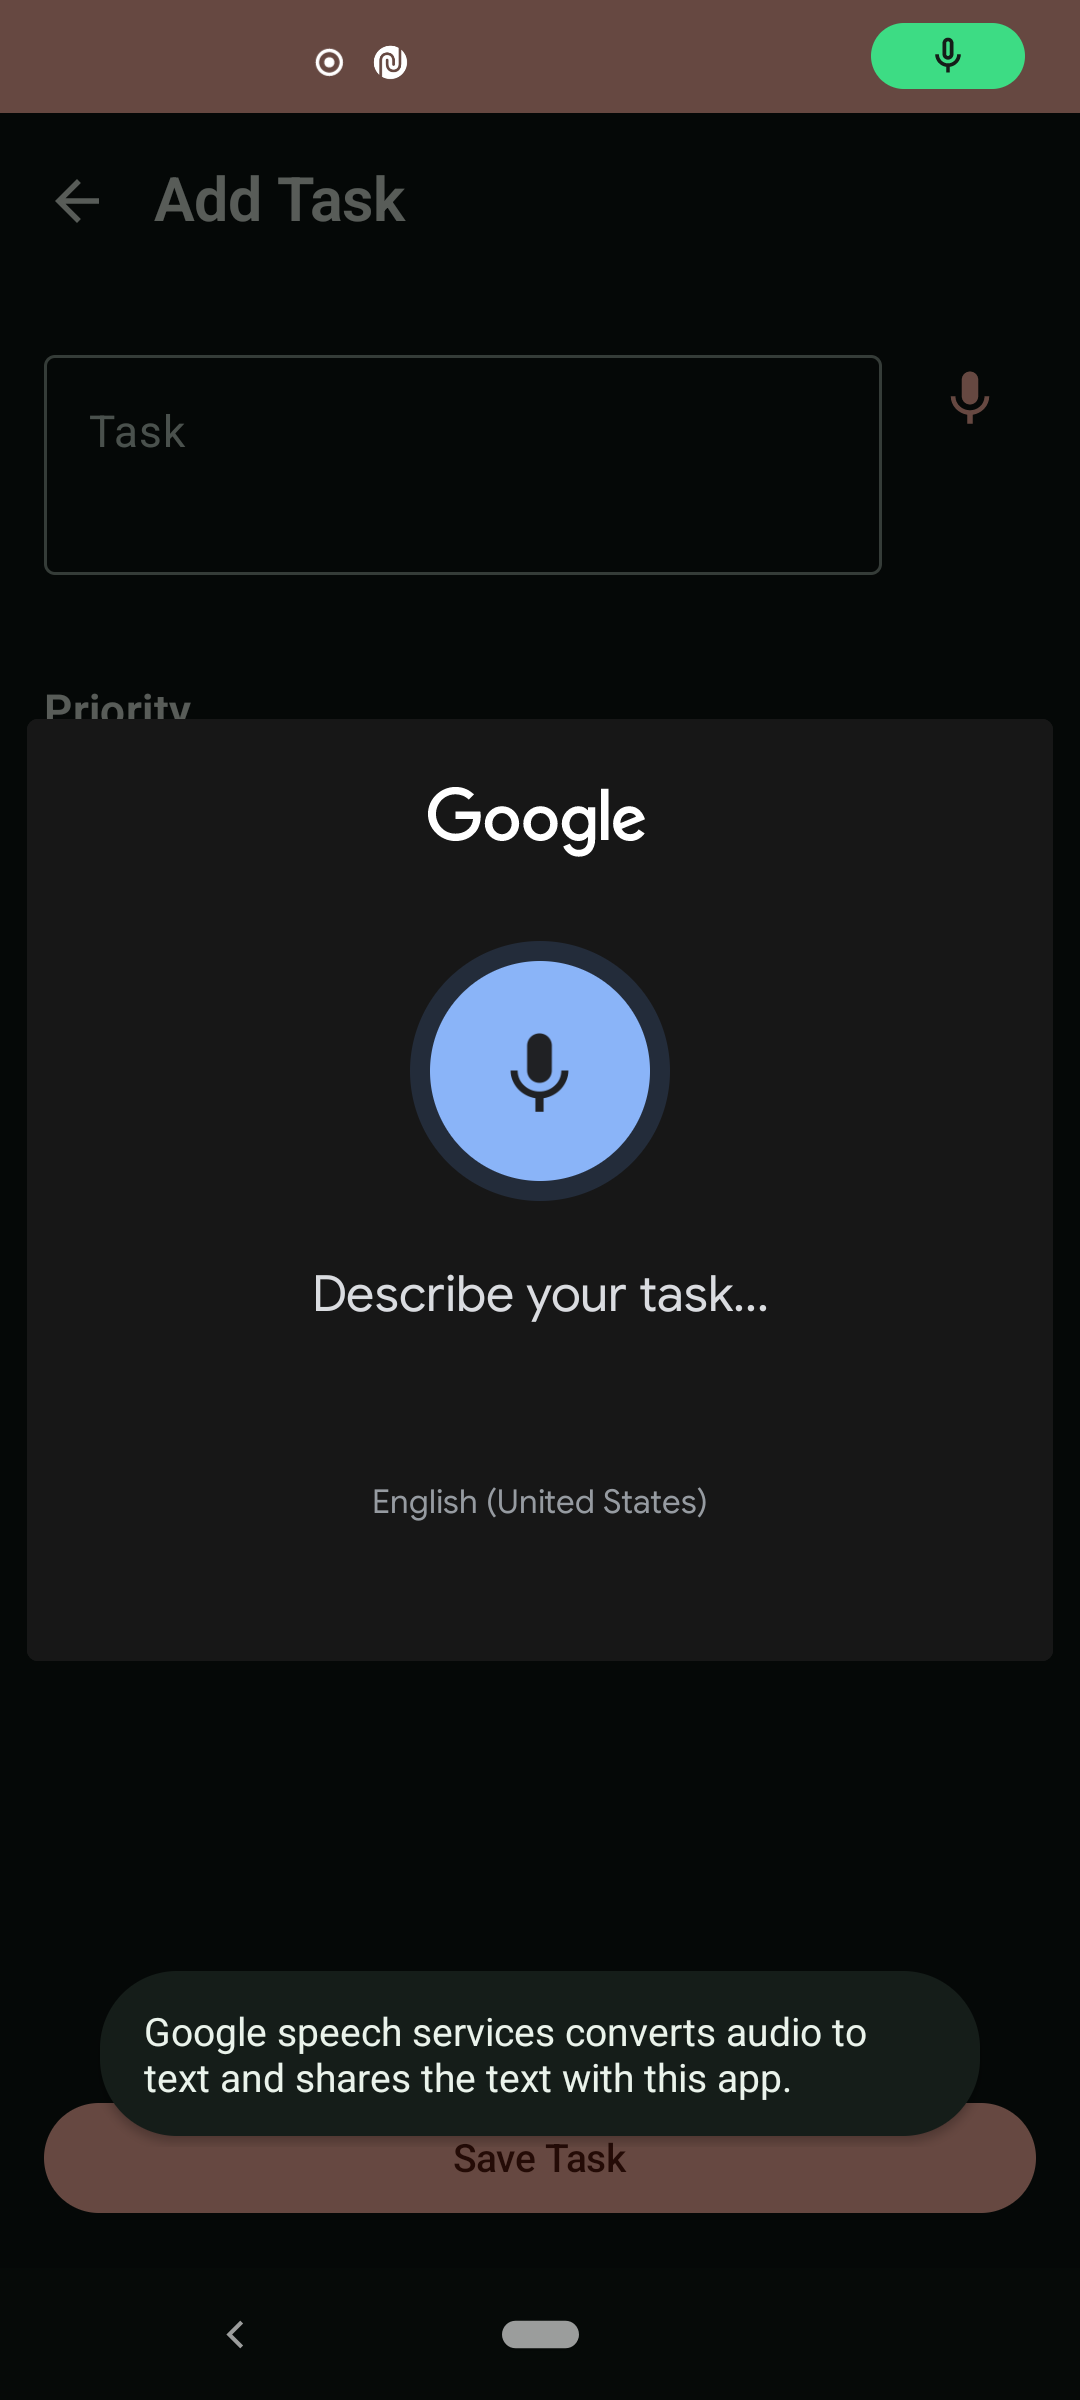 Add Task
Task
Priority
Google
Describe your task...
English (United States)
Google speech services converts audio to
text and shares the text with this app.
Save Task